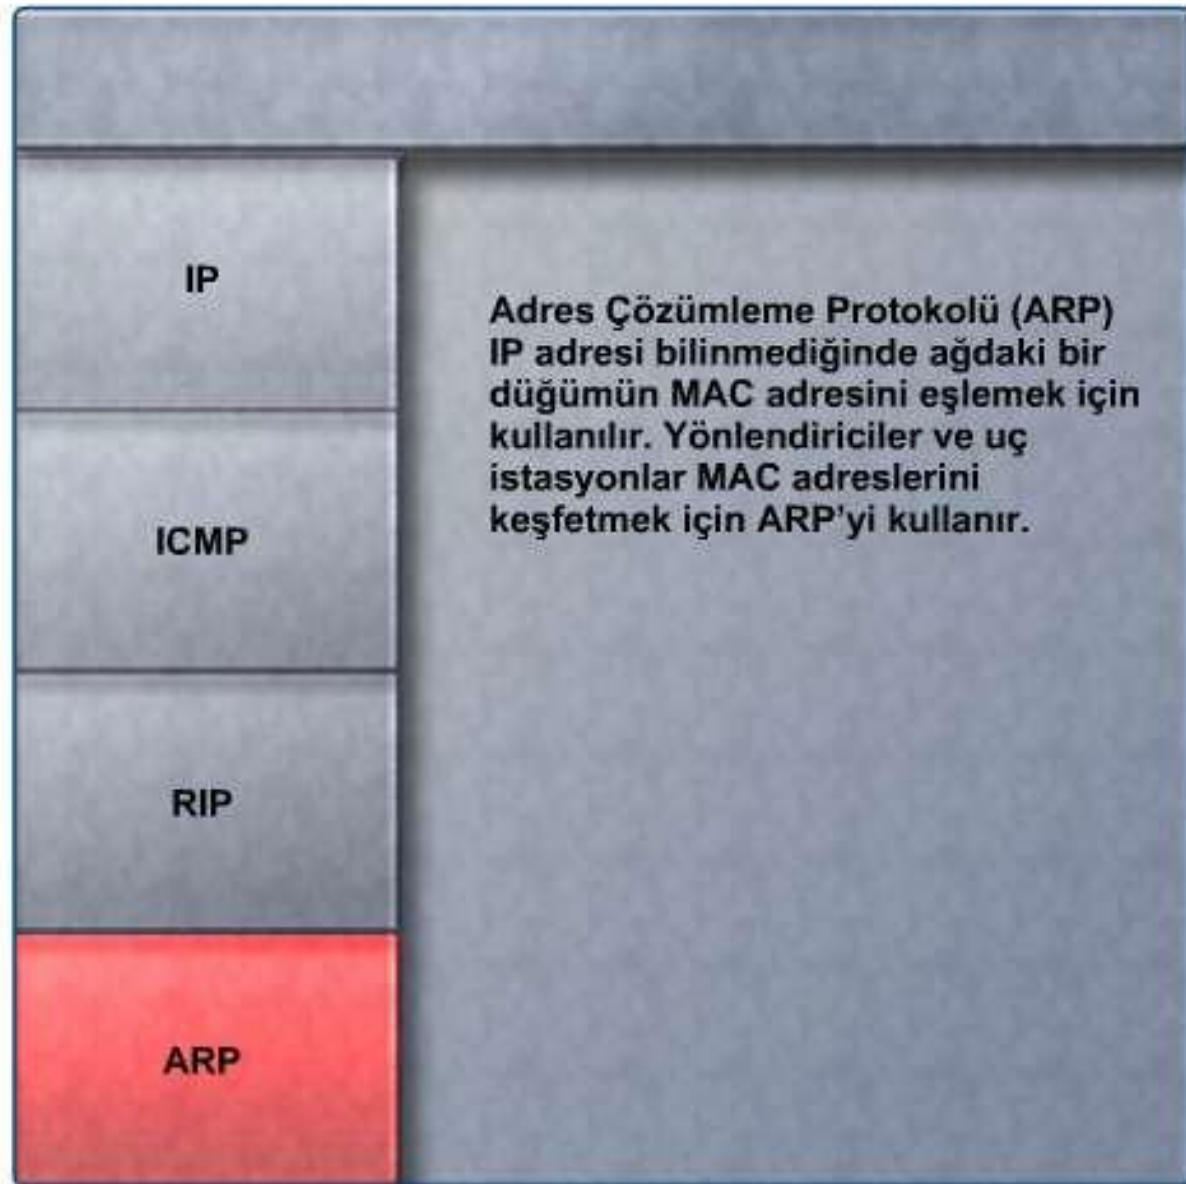 IP
ICMP
RIP
ARP
Adres Çözümleme Protokolü (ARP)
IP adresi bilinmediğinde ağdaki bir
düğümün MAC adresini eşlemek için
kullanılır. Yönlendiriciler ve uç
istasyonlar MAC adreslerini
keşfetmek için ARP'yi kullanır.